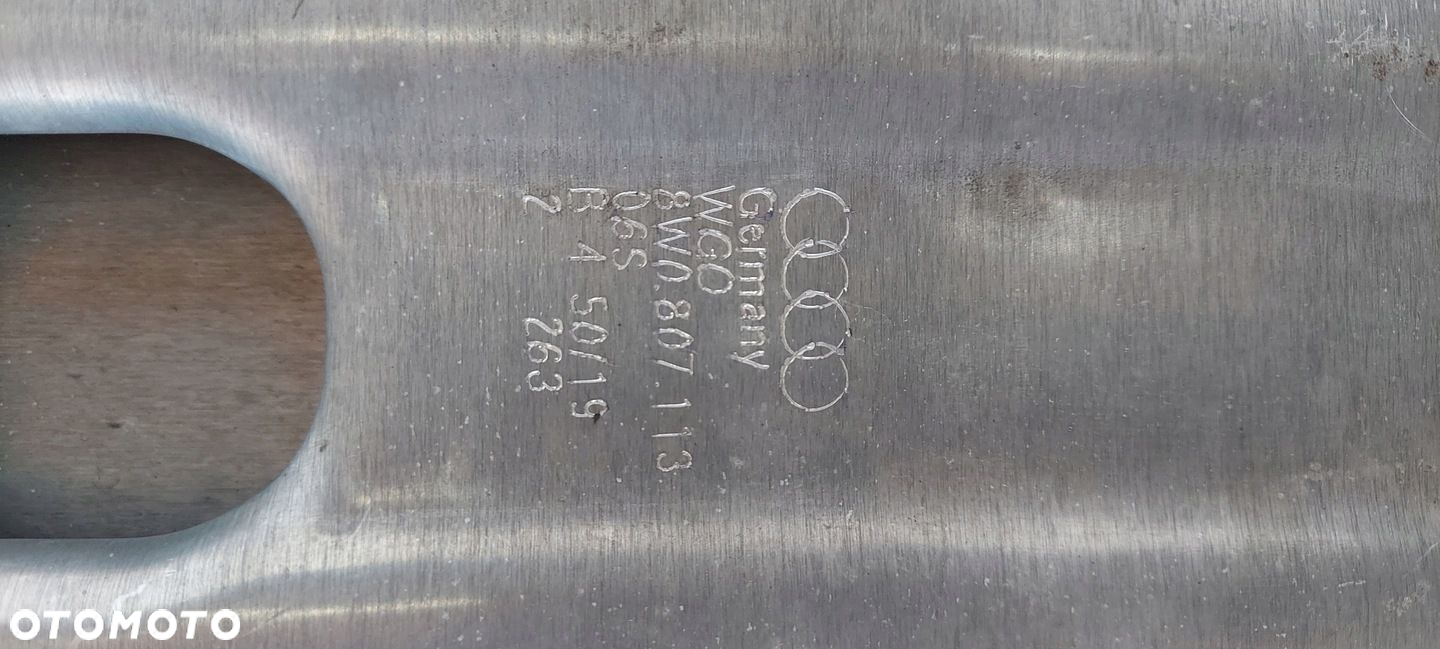 Germany
WGO
8W0.807.113
06S
R 4 50/19
2 263
OTOMOTO